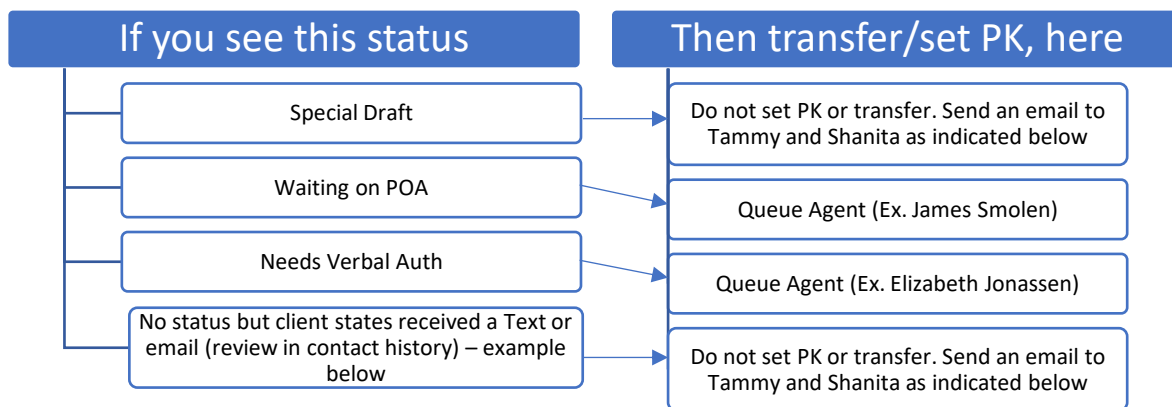 If you see this status
Then transfer/set PK, here
Special Draft
Do not set PK or transfer. Send an email to
Tammy and Shanita as indicated below
Waiting on POA
Queue Agent (Ex. James Smolen)
Needs Verbal Auth
Queue Agent (Ex. Elizabeth Jonassen)
No status but client states received a Text or
email (review in contact history) – example
below
Do not set PK or transfer. Send an email to
Tammy and Shanita as indicated below